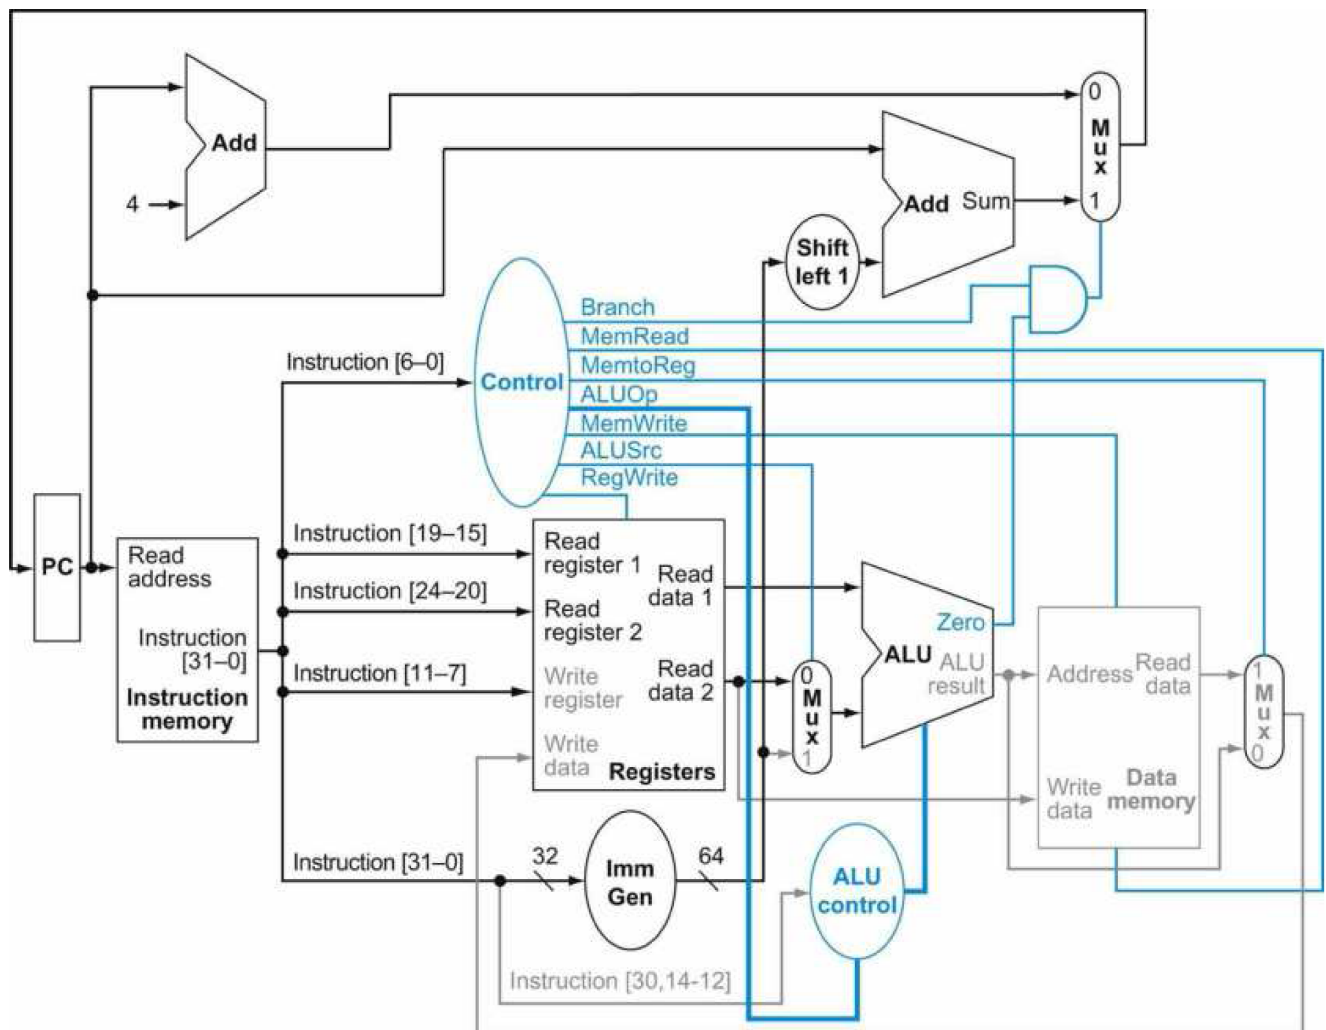 0
M
u
x
1
Add
4
Add Sum
Shift
left 1
Branch
MemRead
MemtoReg
ALUOp
MemWrite
ALUSrc
RegWrite
Control
Instruction [6–0]
Instruction [19–15]
Instruction [24–20]
Instruction [11–7]
Instruction [31–0]
PC
Read
address
Instruction
[31–0]
Instruction
memory
Read
register 1
Read
register 2
Write
register
Write
data
Read
data 1
Read
data 2
Registers
0
M
u
x
1
Zero
ALU
ALU
result
Address
Read
data
Write
data
Data
memory
1
M
u
x
0
32
Imm
Gen
64
ALU
control
Instruction [30,14-12]